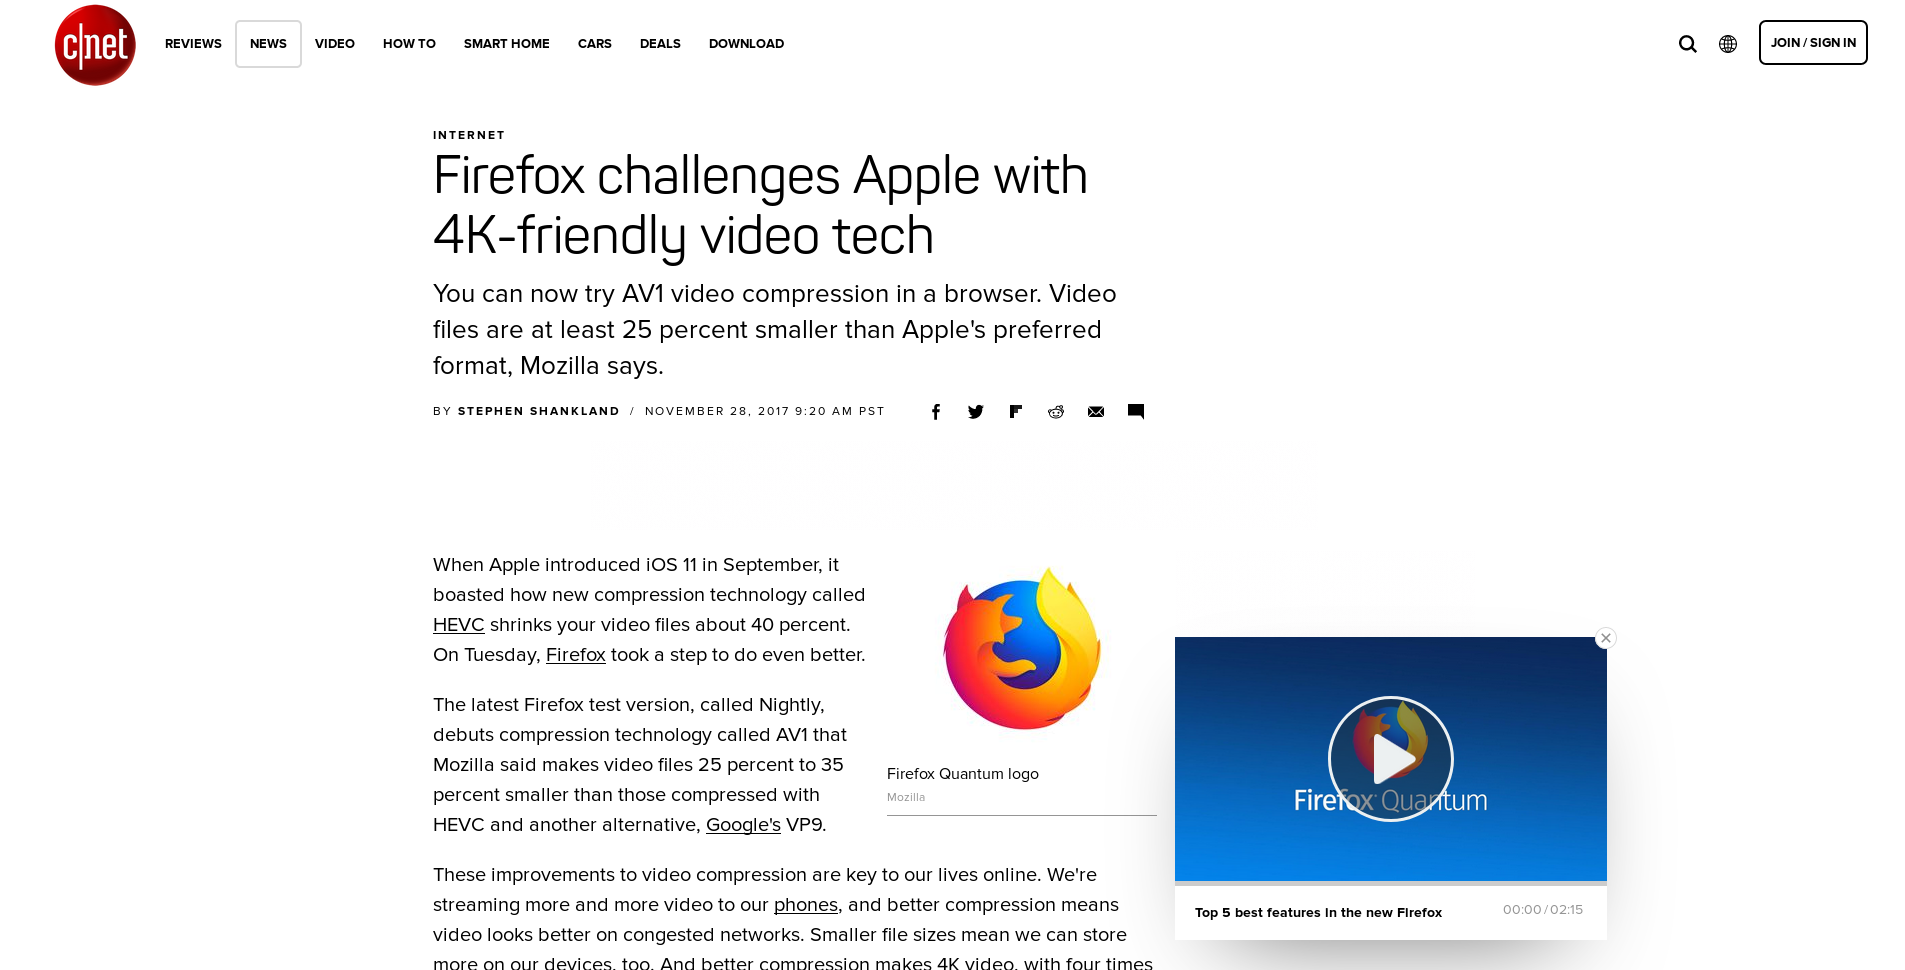 c|net
REVIEWS
NEWS
VIDEO
HOW TO
SMART HOME
CARS
DEALS
DOWNLOAD
JOIN / SIGN IN
INTERNET
Firefox challenges Apple with
4K-friendly video tech
You can now try AV1 video compression in a browser. Video
files are at least 25 percent smaller than Apple's preferred
format, Mozilla says.
BY STEPHEN SHANKLAND / NOVEMBER 28, 2017 9:20 AM PST
When Apple introduced iOS 11 in September, it
boasted how new compression technology called
HEVC shrinks your video files about 40 percent.
On Tuesday, Firefox took a step to do even better.
The latest Firefox test version, called Nightly,
debuts compression technology called AV1 that
Mozilla said makes video files 25 percent to 35
percent smaller than those compressed with
HEVC and another alternative, Google's VP9.
Firefox Quantum logo
Mozilla
These improvements to video compression are key to our lives online. We're
streaming more and more video to our phones, and better compression means
video looks better on congested networks. Smaller file sizes mean we can store
more on our devices, too. And better compression makes 4K video, with four times
Firefox Quantum
Top 5 best features in the new Firefox
00:00 / 02:15